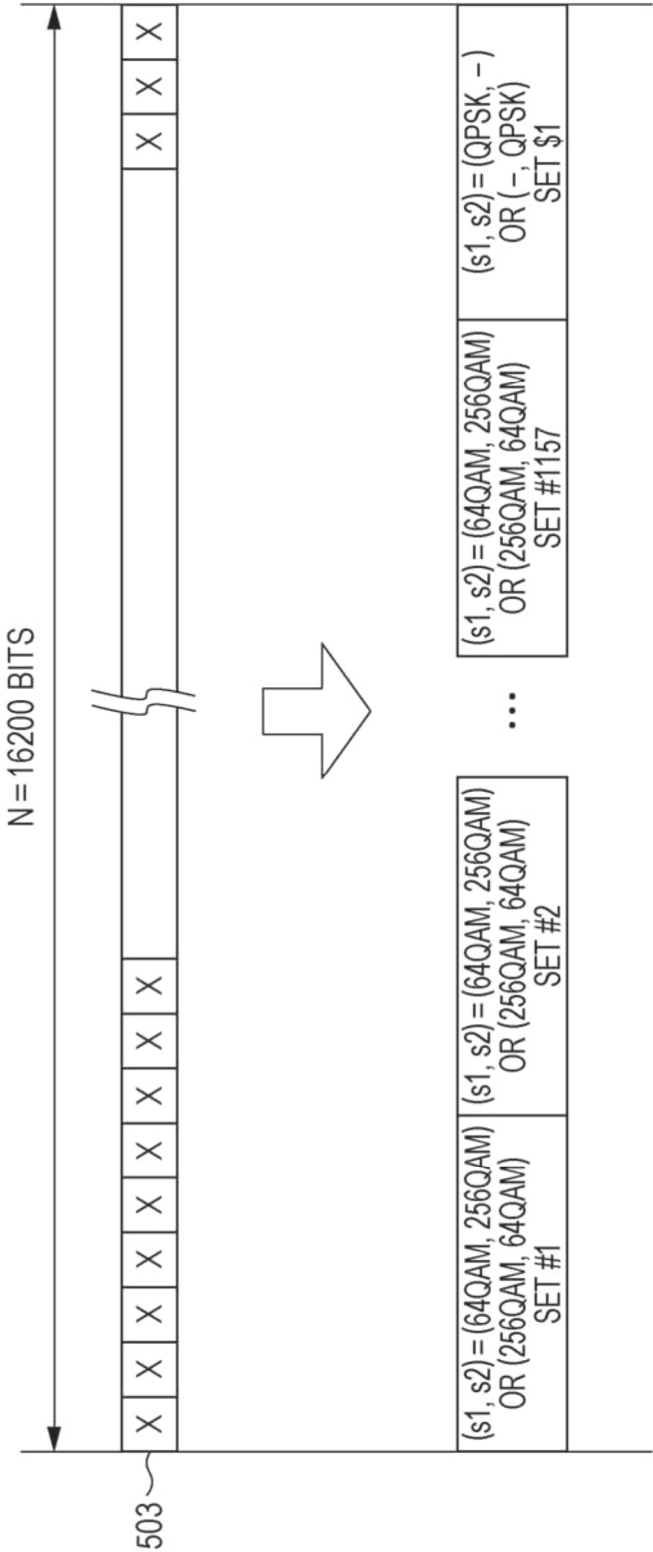 N = 16200 BITS
503
X X X X X X X X X X X X
(s1, s2) = (64QAM, 256QAM)
OR (256QAM, 64QAM)
SET #1
(s1, s2) = (64QAM, 256QAM)
OR (256QAM, 64QAM)
SET #2
...
(s1, s2) = (64QAM, 256QAM)
OR (256QAM, 64QAM)
SET #1157
(s1, s2) = (QPSK, –)
OR (–, QPSK)
SET $1